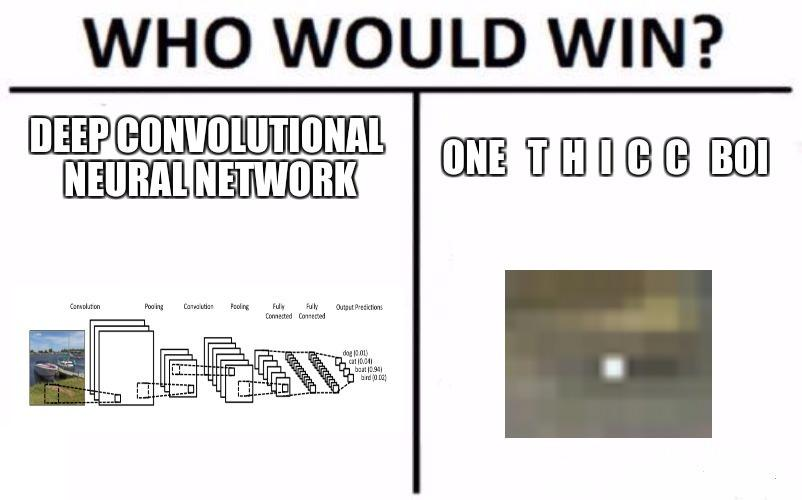 WHO WOULD WIN?
DEEP CONVOLUTIONAL
NEURAL NETWORK
ONE T H I C C BOI
Convolution Pooling Convolution Pooling Fully Connected Fully Connected Output Predictions
dog (0.01)
cat (0.04)
boat (0.94)
bird (0.02)